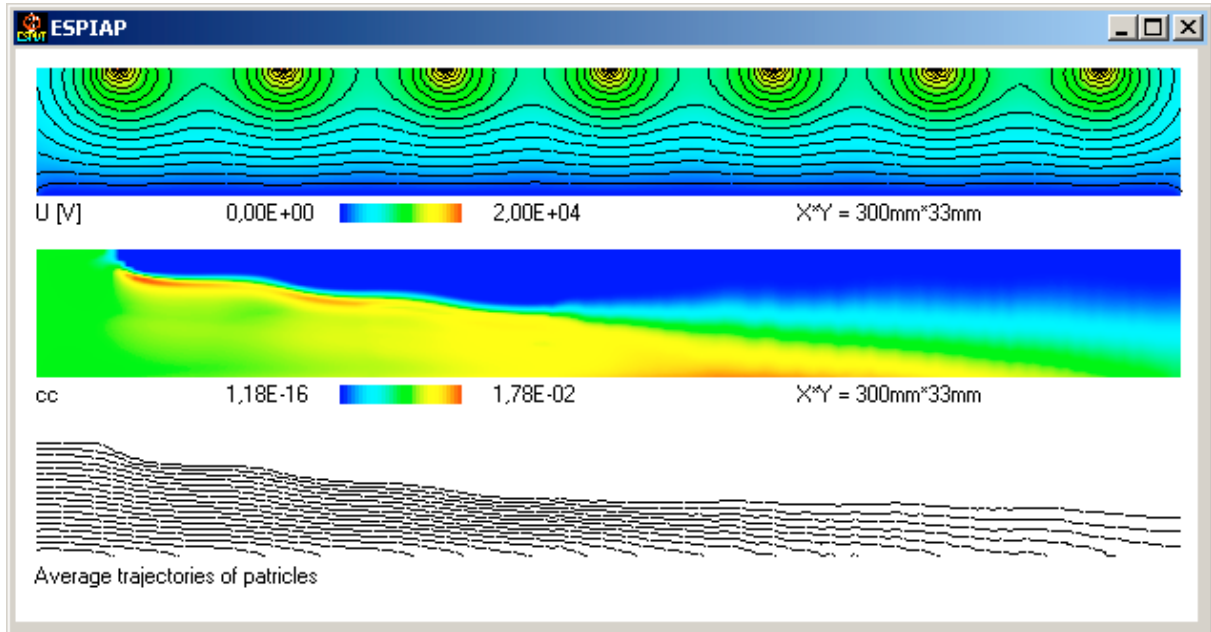 ESPIAP
U [V] 0,00E+00 2,00E+04 X*Y = 300mm*33mm
cc 1,18E-16 1,78E-02 X*Y = 300mm*33mm
Average trajectories of patricles